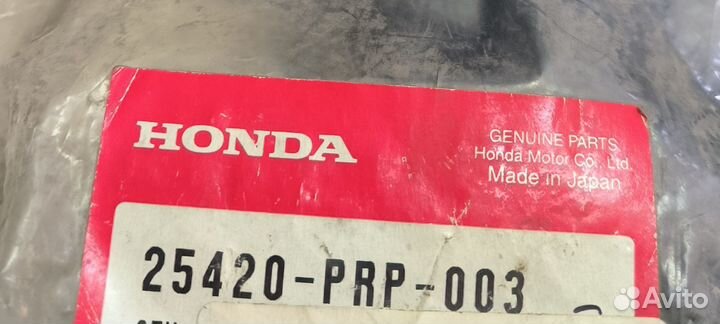 HONDA
GENUINE PARTS
Honda Motor Co., Ltd.
Made in Japan
25420-PRP-003
Avito